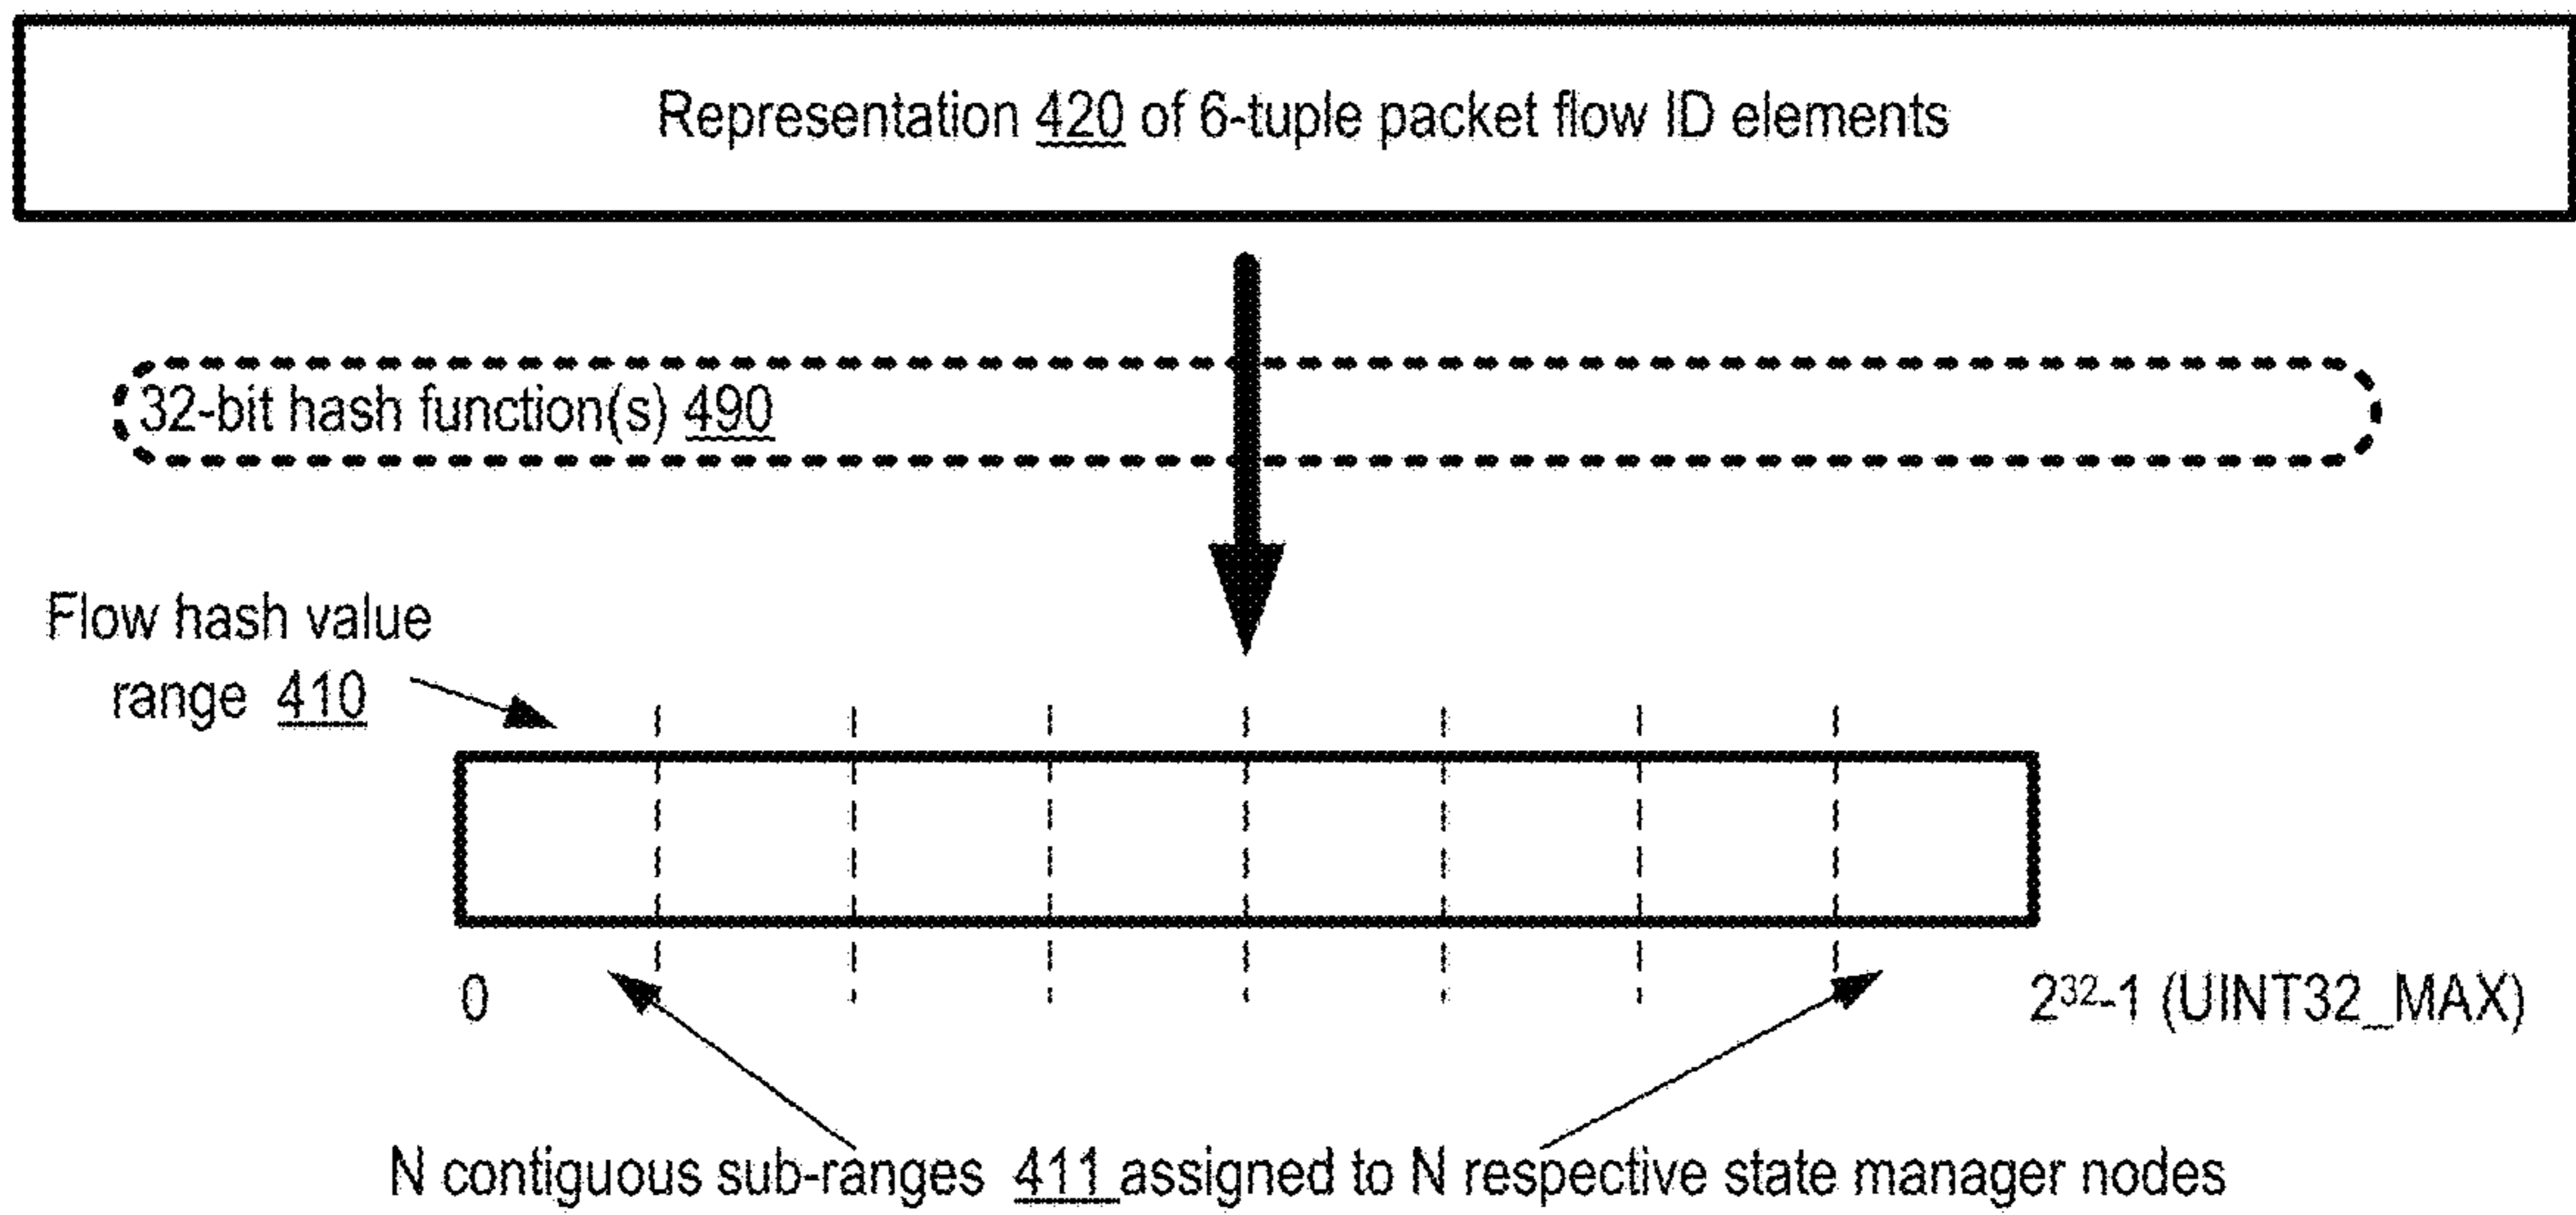 Representation 420 of 6-tuple packet flow ID elements
32-bit hash function(s) 490
Flow hash value
range 410
0
2³²-1 (UINT32_MAX)
N contiguous sub-ranges 411 assigned to N respective state manager nodes